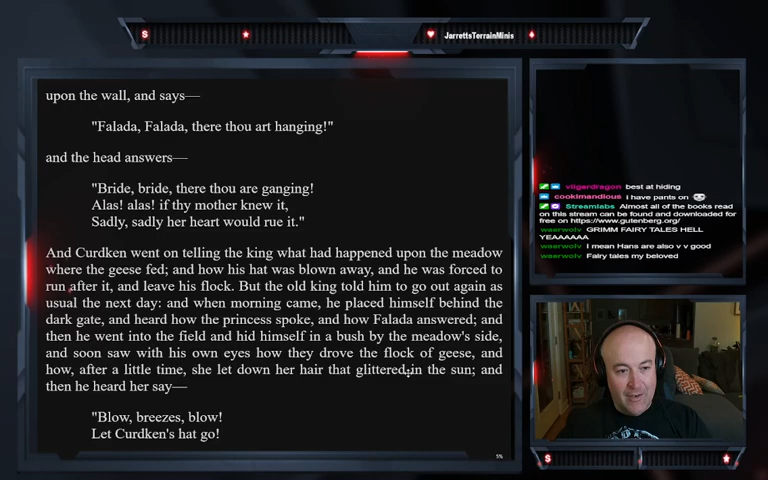 JarrettsTerrainMinis
upon the wall, and says—
"Falada, Falada, there thou art hanging!"
and the head answers—
"Bride, bride, there thou are ganging!
Alas! alas! if thy mother knew it,
Sadly, sadly her heart would rue it."
And Curdken went on telling the king what had happened upon the meadow
where the geese fed; and how his hat was blown away, and he was forced to
run after it, and leave his flock. But the old king told him to go out again as
usual the next day: and when morning came, he placed himself behind the
dark gate, and heard how the princess spoke, and how Falada answered; and
then he went into the field and hid himself in a bush by the meadow's side,
and soon saw with his own eyes how they drove the flock of geese, and
how, after a little time, she let down her hair that glittered in the sun; and
then he heard her say—
"Blow, breezes, blow!
Let Curdken's hat go!
5%
viigerdragon best at hiding
cookimandious i have pants on
Streamlabs Almost all of the books read
on this stream can be found and downloaded for
free on https://www.gutenberg.org/
waerwolv GRIMM FAIRY TALES HELL
YEAAAAAA
waerwolv I mean Hans are also v v good
waerwolv Fairy tales my beloved